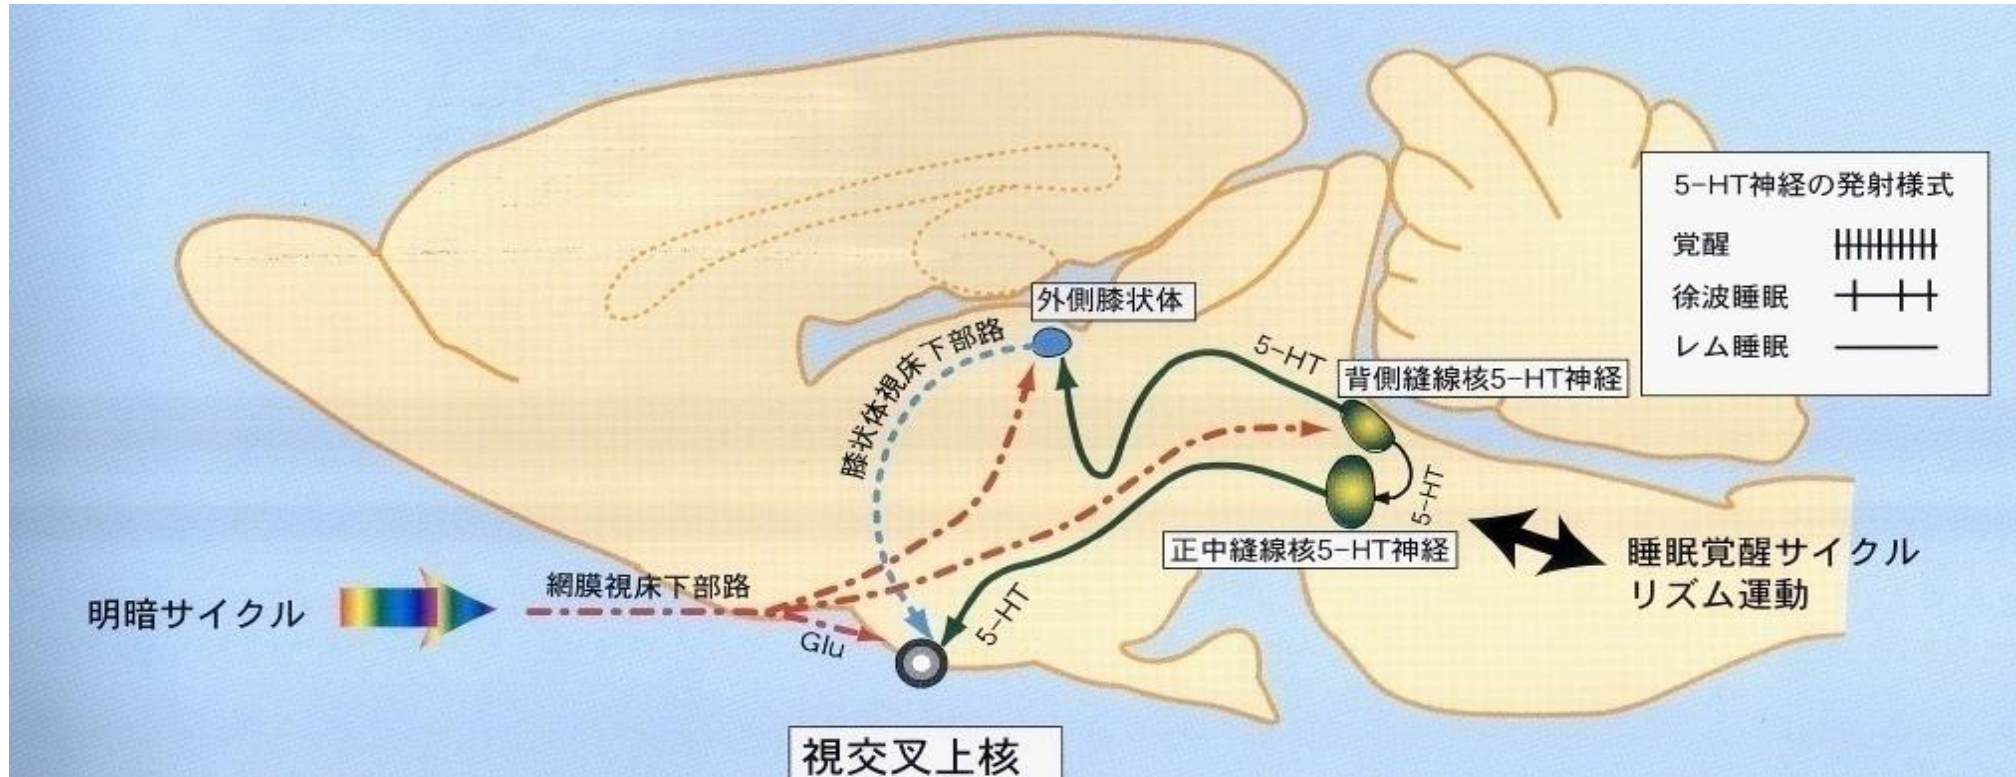 5-HT神経の発射様式
覚醒
徐波睡眠
レム睡眠
外側膝状体
膝状体視床下部路
5-HT
背側縫線核5-HT神経
5-HT
正中縫線核5-HT神経
睡眠覚醒サイクル
リズム運動
明暗サイクル
網膜視床下部路
Glu
5-HT
視交叉上核